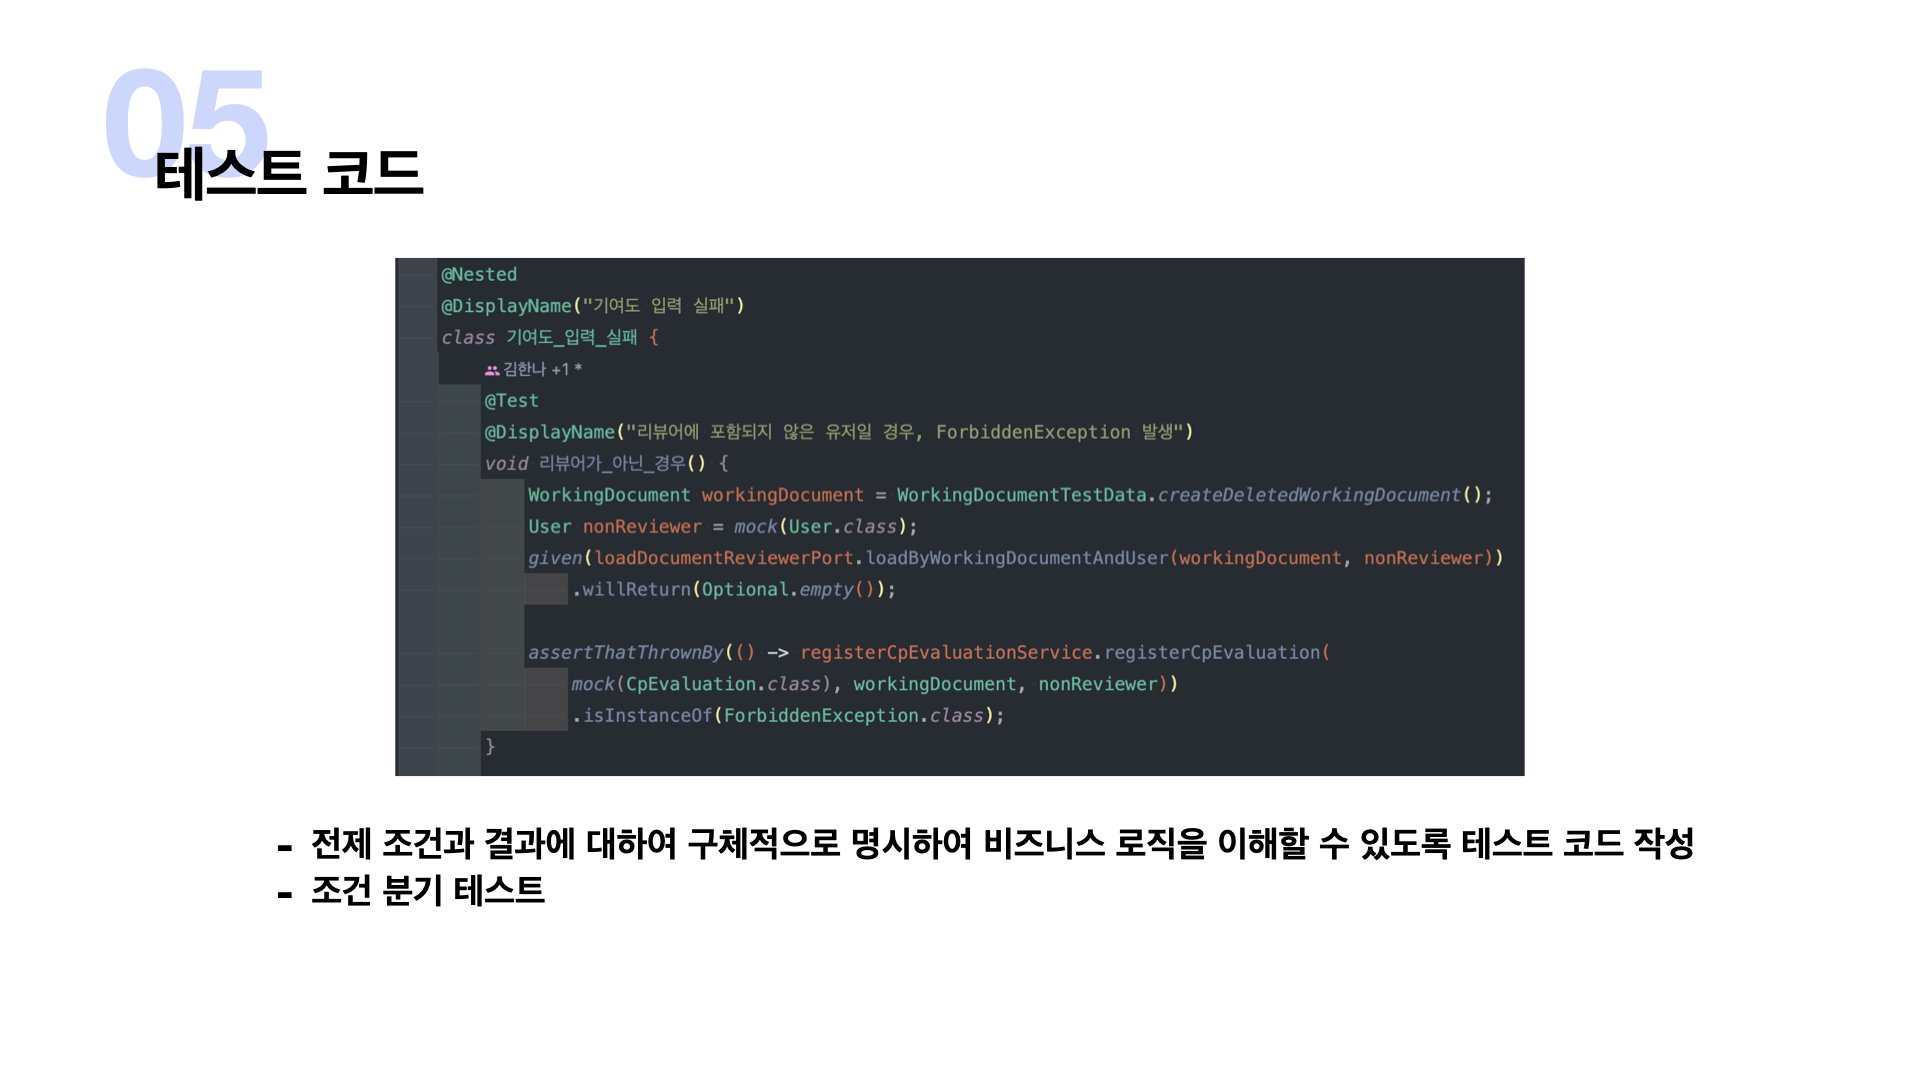 05
테스트 코드
@Nested
@DisplayName("기여도 입력 실패")
class 기여도_입력_실패 {
김한나 +1 *
@Test
@DisplayName("리뷰어에 포함되지 않은 유저일 경우, ForbiddenException 발생")
void 리뷰어가_아닌_경우() {
WorkingDocument workingDocument = WorkingDocumentTestData.createDeletedWorkingDocument();
User nonReviewer = mock(User.class);
given(loadDocumentReviewerPort.loadByWorkingDocumentAndUser(workingDocument, nonReviewer))
.willReturn(Optional.empty());
assertThatThrownBy(() -> registerCpEvaluationService.registerCpEvaluation(
mock(CpEvaluation.class), workingDocument, nonReviewer))
.isInstanceOf(ForbiddenException.class);
}
- 전제 조건과 결과에 대하여 구체적으로 명시하여 비즈니스 로직을 이해할 수 있도록 테스트 코드 작성
- 조건 분기 테스트